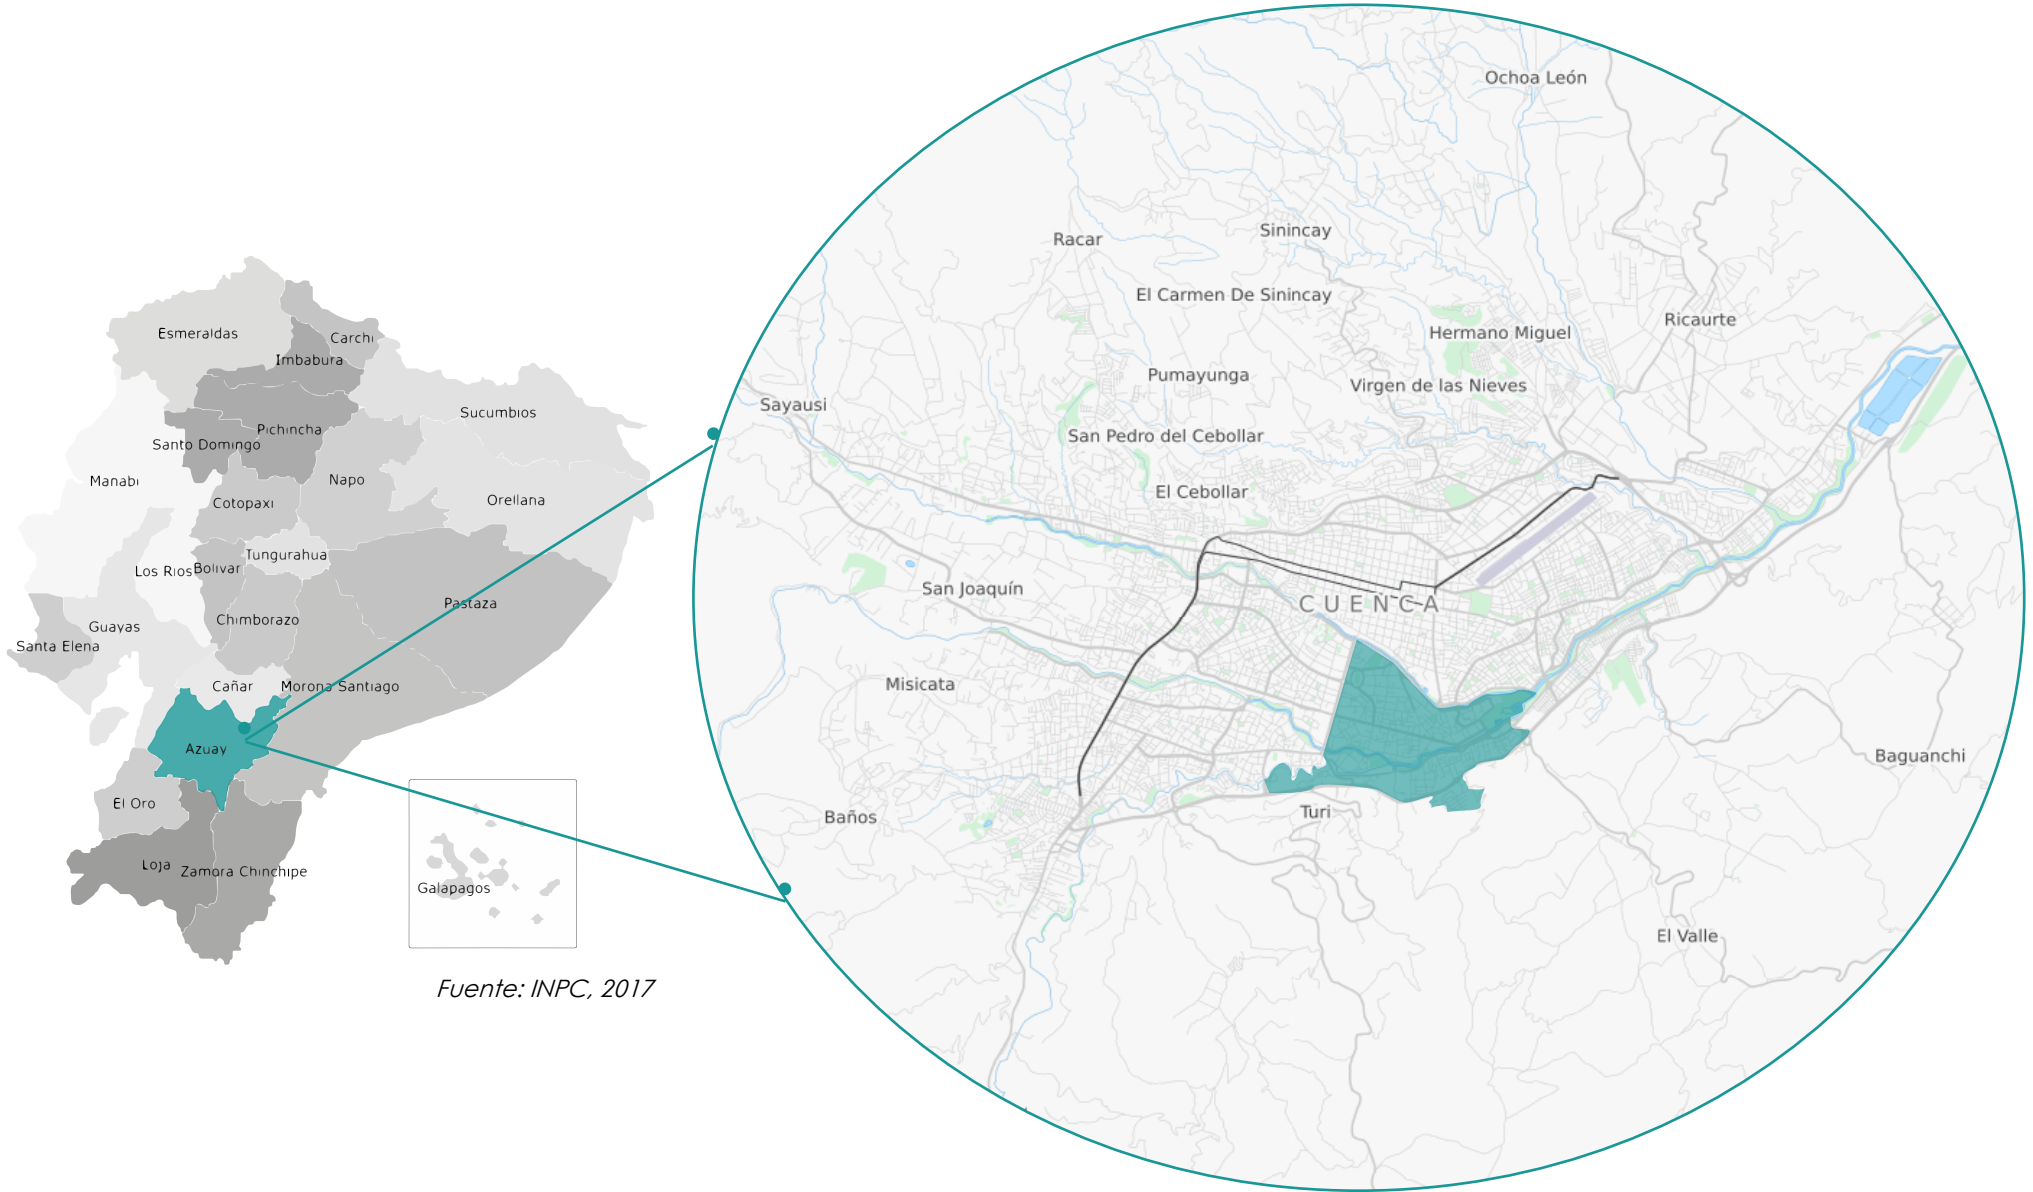 Esmeraldas
Carchi
Imbabura
Sucumbios
Pichincha
Santo Domingo
Manabi
Napo
Cotopaxi
Orellana
Tungurahua
Los Rios
Bolivar
Pastaza
Chimborazo
Guayas
Santa Elena
Cañar
Morona Santiago
Azuay
El Oro
Loja
Zamora Chinchipe
Galapagos
Fuente: INPC, 2017
Ochoa León
Sinincay
Racar
El Carmen De Sinincay
Ricaurte
Hermano Miguel
Pumayunga
Virgen de las Nieves
Sayausi
San Pedro del Cebollar
El Cebollar
San Joaquín
CUENCA
Misicata
Baguanchi
Turi
Baños
El Valle